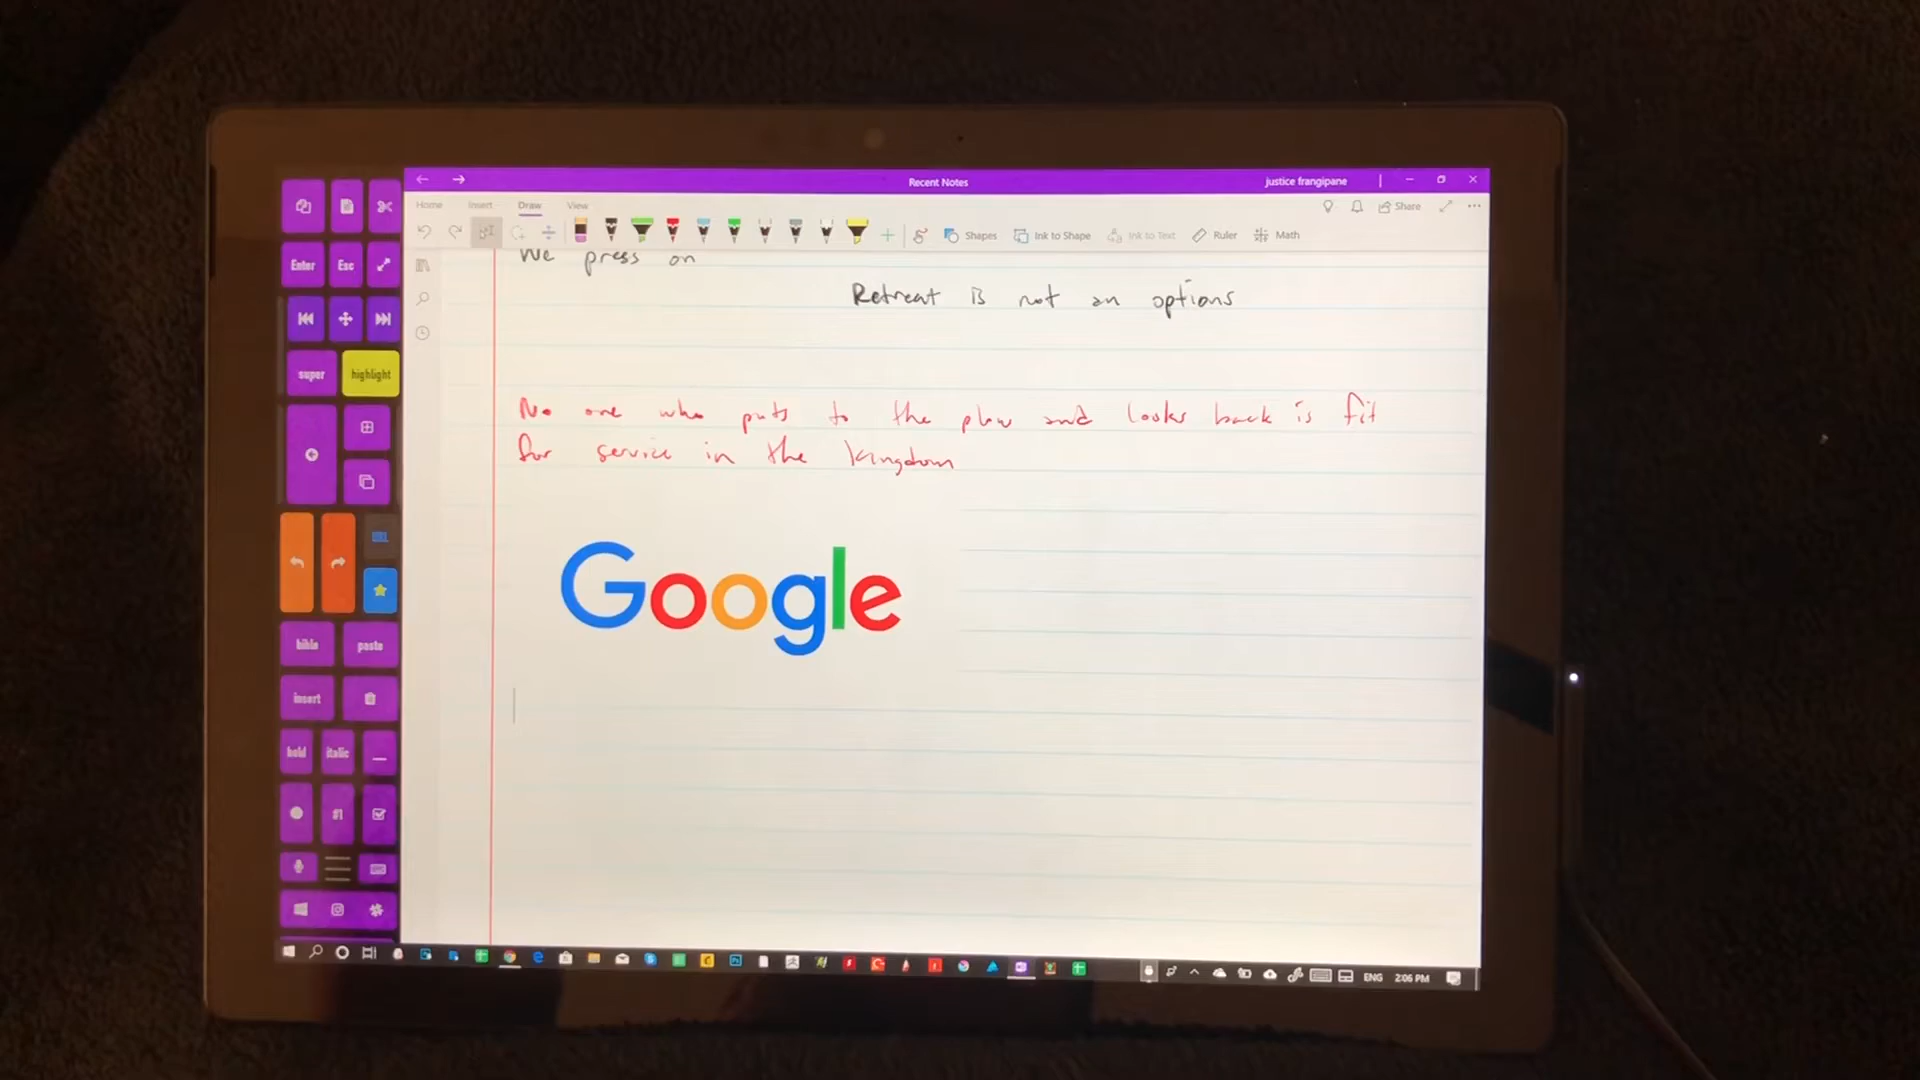 Recent Notes
justice frangipane
Home Insert Draw View
Share
Shapes Ink to Shape Ink to Text Ruler Math
We press on
Retreat is not an options
No one who puts to the plow and looks back is fit
for service in the kingdom
Google
Enter Esc
super highlight
bible paste
insert
bold italic
#1
ENG 2:06 PM